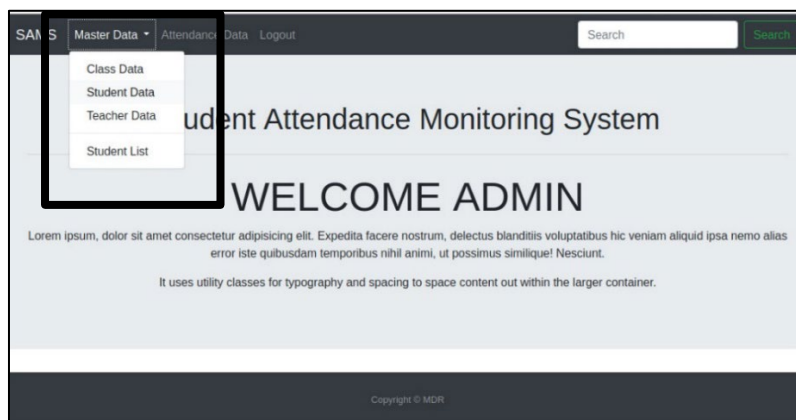 SAMS Master Data Attendance Data Logout Search Search
Class Data
Student Data
Teacher Data
Student List
udent Attendance Monitoring System
WELCOME ADMIN
Lorem ipsum, dolor sit amet consectetur adipisicing elit. Expedita facere nostrum, delectus blanditiis voluptatibus hic veniam aliquid ipsa nemo alias
error iste quibusdam temporibus nihil animi, ut possimus similique! Nesciunt.
It uses utility classes for typography and spacing to space content out within the larger container.
Copyright © MDR